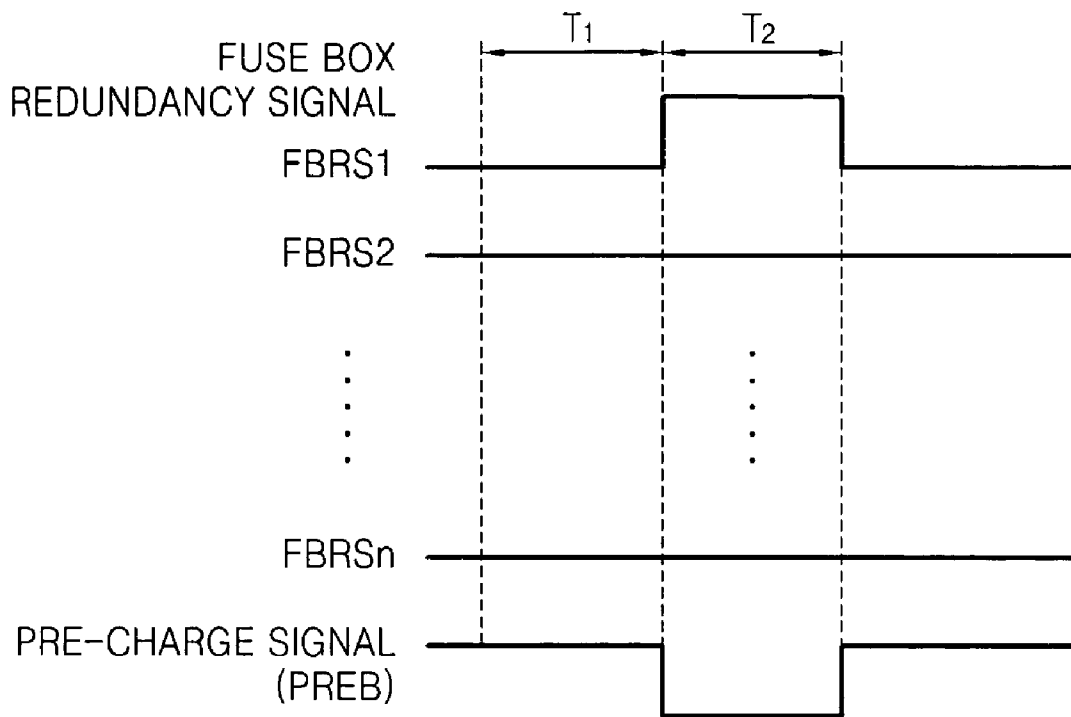 T1
T2
FUSE BOX
REDUNDANCY SIGNAL
FBRS1
FBRS2
FBRSn
PRE-CHARGE SIGNAL
(PREB)